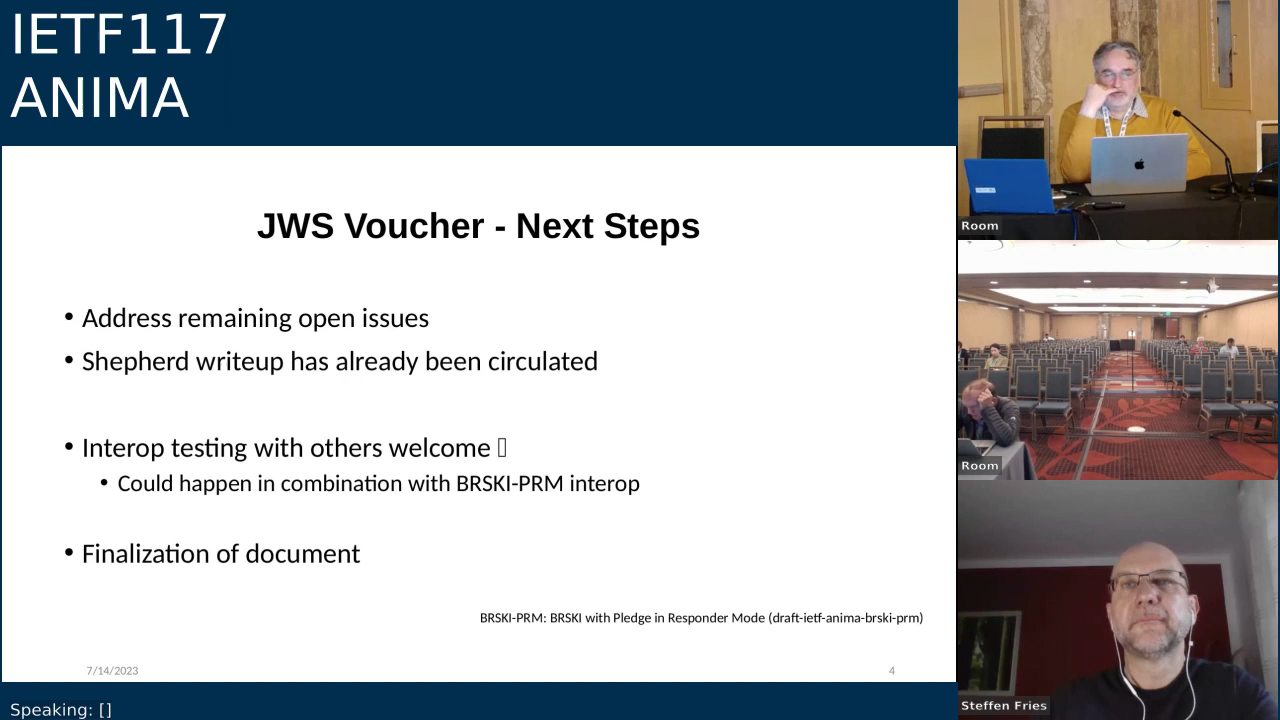 IETF117
ANIMA
JWS Voucher - Next Steps
• Address remaining open issues
• Shepherd writeup has already been circulated
• Interop testing with others welcome
• Could happen in combination with BRSKI-PRM interop
• Finalization of document
BRSKI-PRM: BRSKI with Pledge in Responder Mode (draft-ietf-anima-brski-prm)
7/14/2023
4
Speaking: []
Room
Room
Steffen Fries